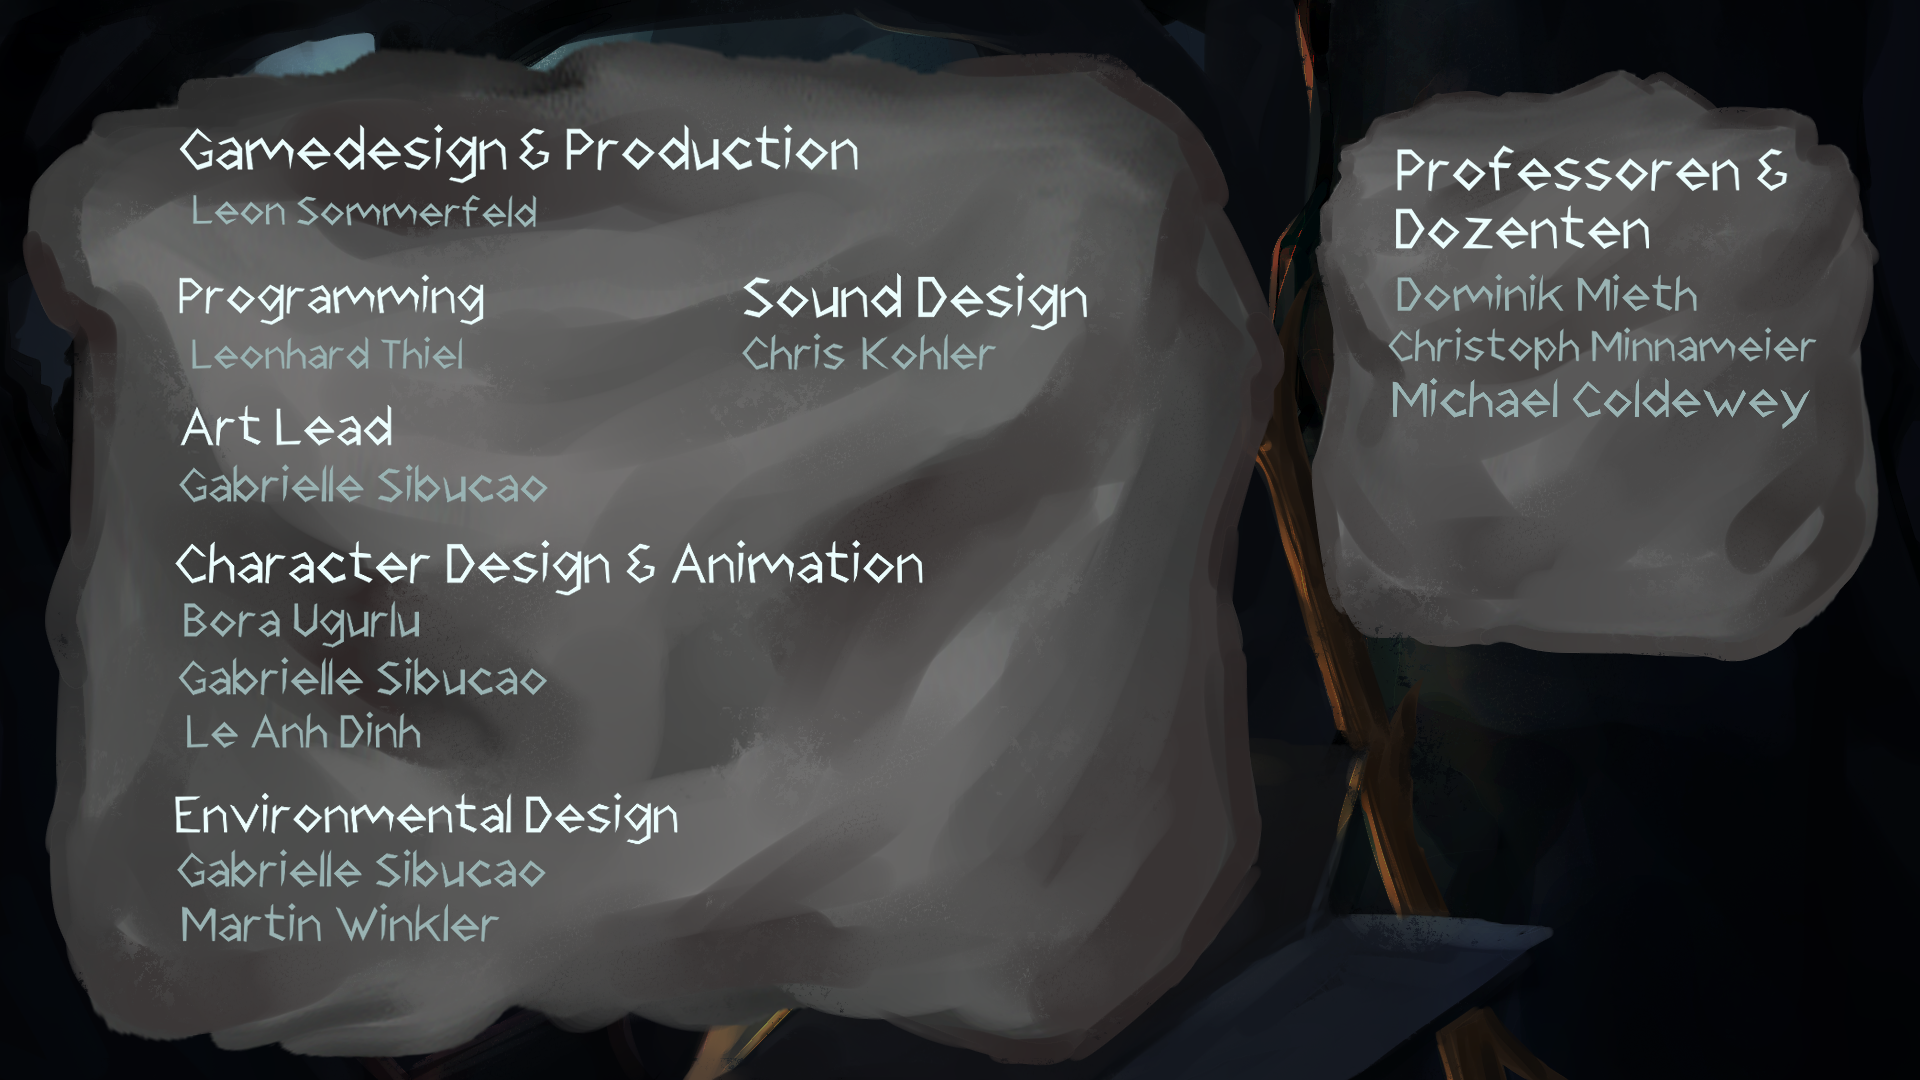 Gamedesign & Production
Leon Sommerfeld
Programming
Leonhard Thiel
Sound Design
Chris Kohler
Art Lead
Gabrielle Sibucao
Character Design & Animation
Bora Ugurlu
Gabrielle Sibucao
Le Anh Dinh
Environmental Design
Gabrielle Sibucao
Martin Winkler
Professoren &
Dozenten
Dominik Mieth
Christoph Minnameier
Michael Coldewey